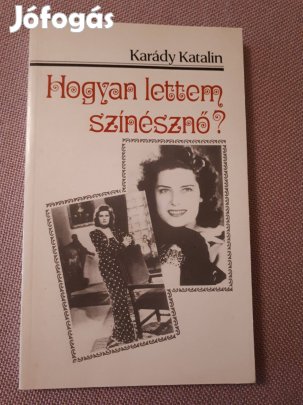 Jófogás
Karády Katalin
Hogyan lettem
színésznő?